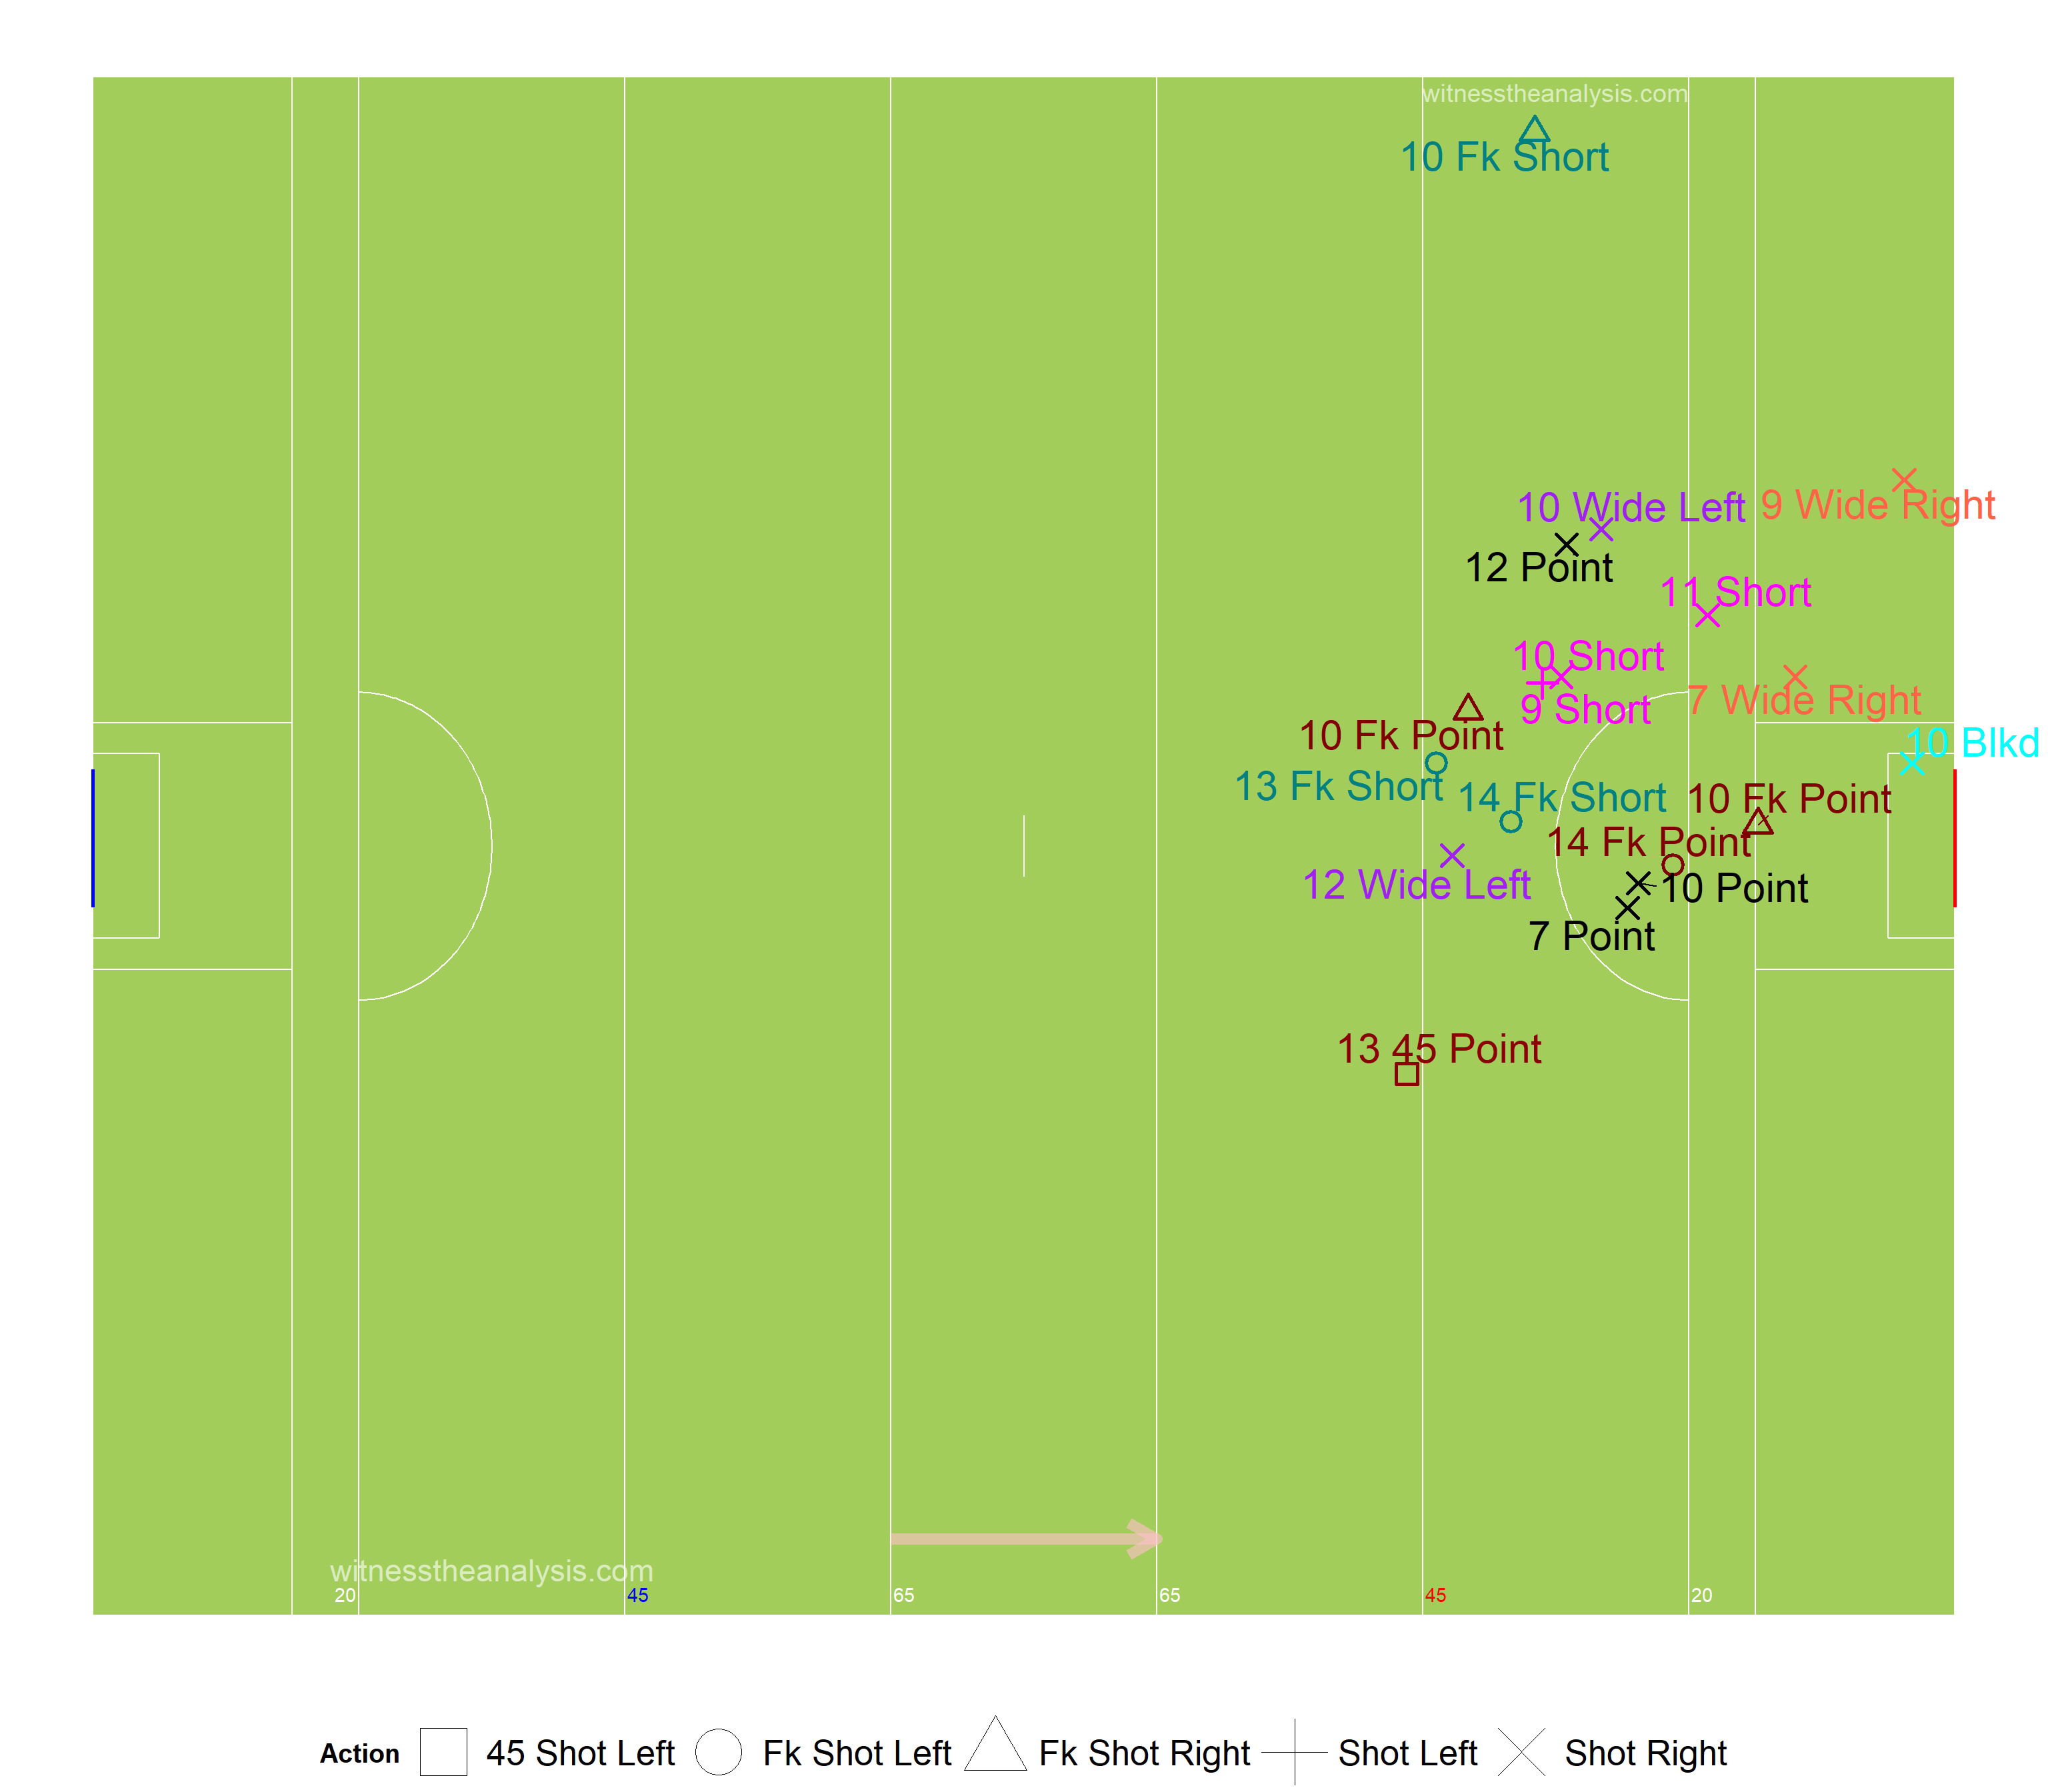 witnesstheanalysis.com
10 Fk Short
10 Wide Left
9 Wide Right
12 Point
11 Short
10 Short
7 Wide Right
9 Short
10 Fk Point
10 Blkd
13 Fk Short
14 Fk Short
10 Fk Point
14 Fk Point
12 Wide Left
10 Point
7 Point
13 45 Point
witnesstheanalysis.com
20
45
65
65
45
20
Action
45 Shot Left
Fk Shot Left
Fk Shot Right
Shot Left
Shot Right